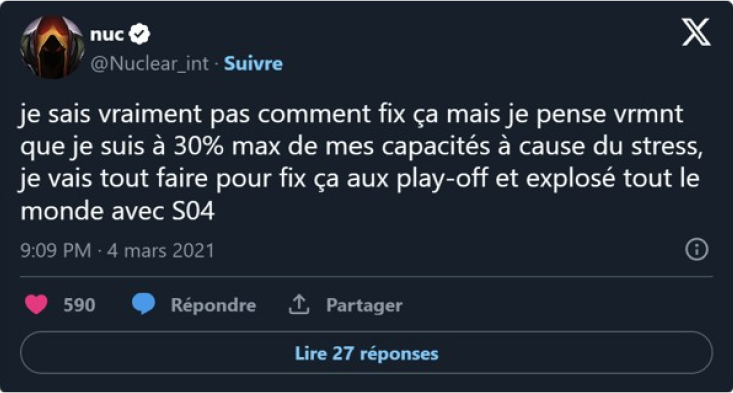 nuc
@Nuclear_int · Suivre
je sais vraiment pas comment fix ça mais je pense vrmnt
que je suis à 30% max de mes capacités à cause du stress,
je vais tout faire pour fix ça aux play-off et explosé tout le
monde avec S04
9:09 PM · 4 mars 2021
590 Répondre Partager
Lire 27 réponses